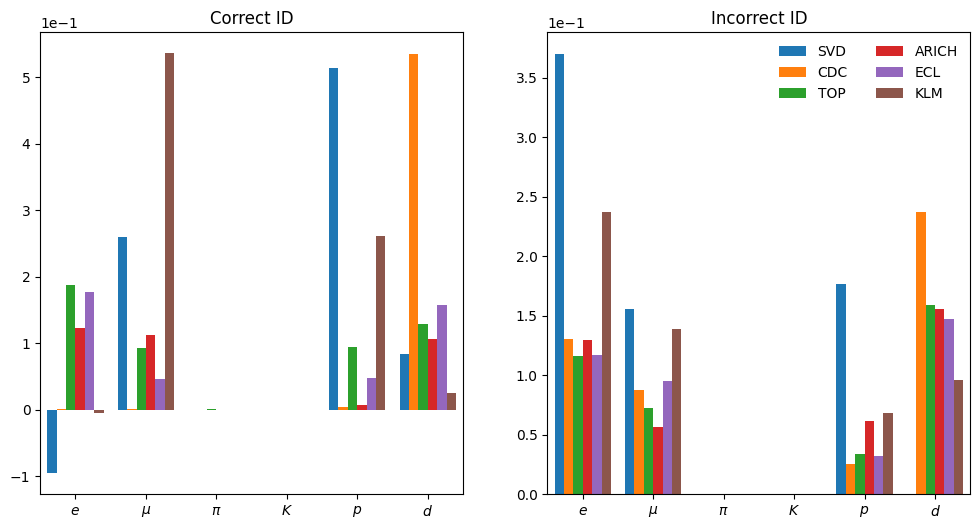 Correct ID
1e−1
5
4
3
2
1
0
−1
e μ π K p d
Incorrect ID
1e−1
3.5
3.0
2.5
2.0
1.5
1.0
0.5
0.0
e μ π K p d
SVD ARICH
CDC ECL
TOP KLM